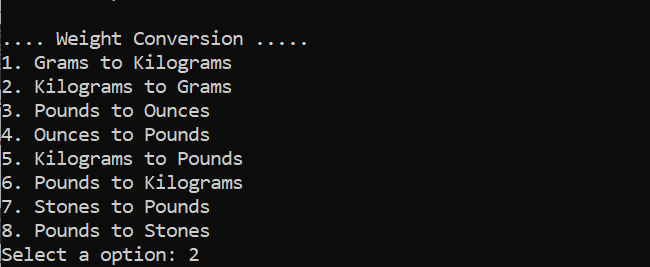 .... Weight Conversion .....
1. Grams to Kilograms
2. Kilograms to Grams
3. Pounds to Ounces
4. Ounces to Pounds
5. Kilograms to Pounds
6. Pounds to Kilograms
7. Stones to Pounds
8. Pounds to Stones
Select a option: 2